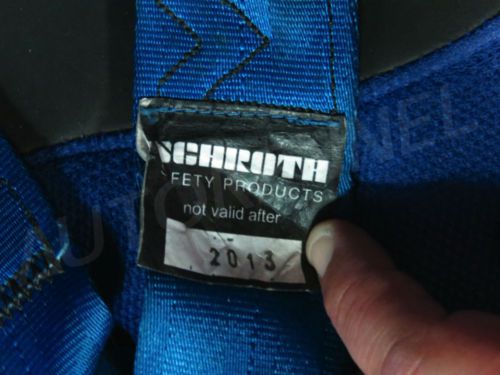 SCHROTH
FETY PRODUCTS
not valid after
2013